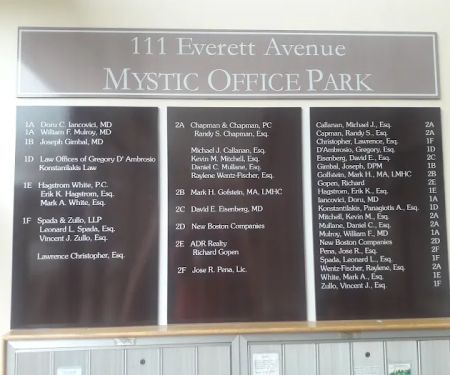 111 Everett Avenue
MYSTIC OFFICE PARK
1A Doru C. Iancovici, MD
1A William F. Mulroy, MD
1B Joseph Gimbal, MD
1D Law Offices of Gregory D' Ambrosio
Konstanilakis Law
1E Hagstrom White, P.C.
Erik K. Hagstrom, Esq.
Mark A. White, Esq.
1F Spada & Zullo, LLP
Leonard L. Spada, Esq.
Vincent J. Zullo, Esq.
Lawrence Christopher, Esq.
2A Chapman & Chapman, PC
Randy S. Chapman, Esq.
Michael J. Callanan, Esq.
Kevin M. Mitchell, Esq.
Daniel C. Mullane, Esq.
Raylene Wentz-Fischer, Esq.
2B Mark H. Gofstein, MA, LMHC
2C David E. Eisenberg, MD
2D New Boston Companies
2E ADR Realty
Richard Gopen
2F Jose R. Pena, Lic.
Callanan, Michael J., Esq. 2A
Capman, Randy S., Esq. 2A
Christopher, Lawrence, Esq. 1F
D'Ambrosio, Gregory, Esq. 1D
Eisenberg, David E., Esq. 2C
Gimbal, Joseph, DPM 1B
Goffstein, Mark H., MA, LMHC 2B
Gopen, Richard 2E
Hagstrom, Erik K., Esq. 1E
Iancovici, Doru, MD 1A
Konstantilakis, Panagiotis A., Esq. 1D
Mitchell, Kevin M., Esq. 2A
Mullane, Daniel C., Esq. 2A
Mulroy, William F., MD 1A
New Boston Companies 2D
Pena, Jose R., Esq. 2F
Spada, Leonard L., Esq. 1F
Wentz-Fischer, Raylene, Esq. 2A
White, Mark A., Esq. 1E
Zullo, Vincent J., Esq. 1F